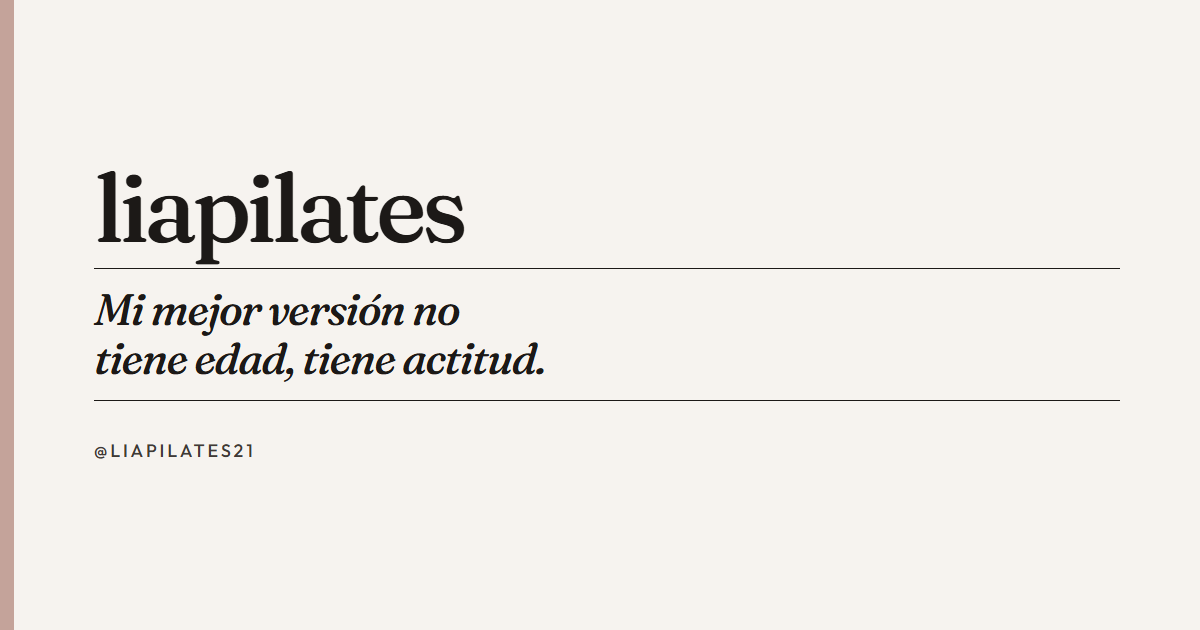 liapilates
Mi mejor versión no
tiene edad, tiene actitud.
@LIAPILATES21